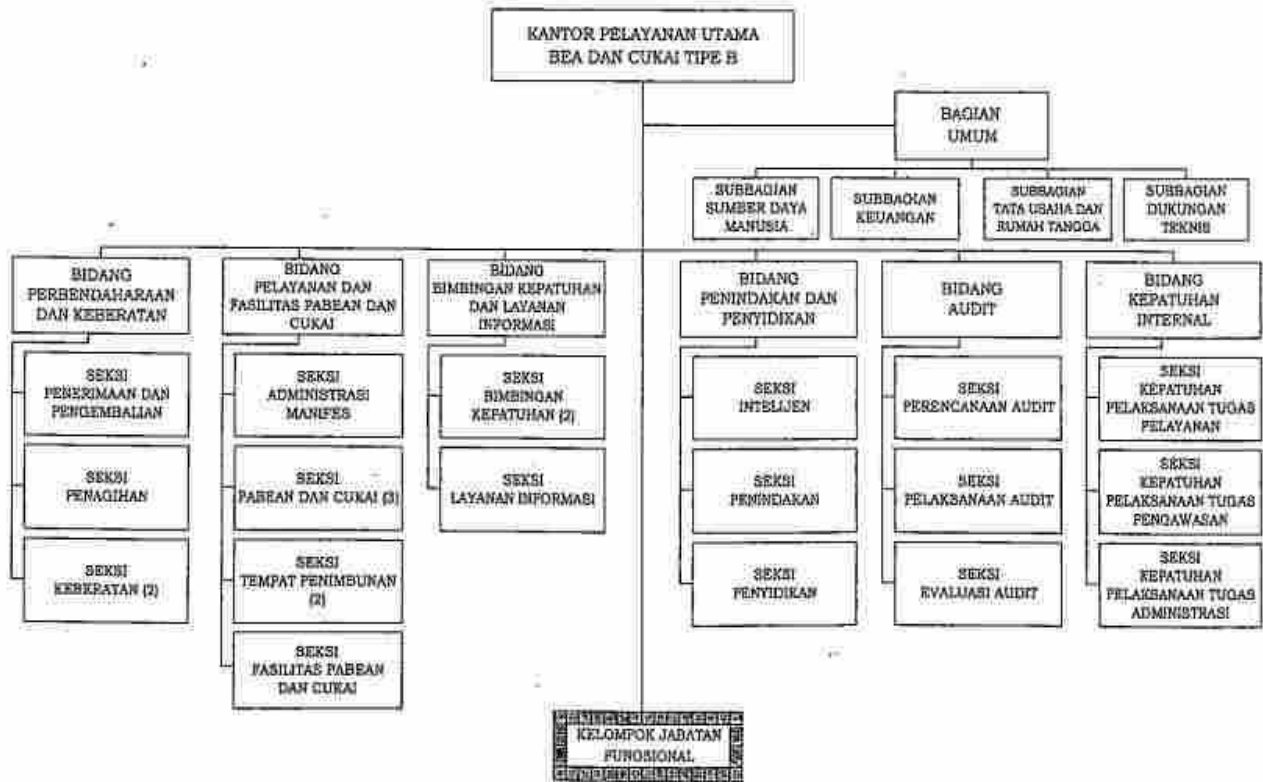 KANTOR PELAYANAN UTAMA
BEA DAN CUKAI TIPE B
BAGIAN
UMUM
SUBBAGIAN
SUMBER DAYA
MANUSIA
SUBBAGIAN
KEUANGAN
SUBBAGIAN
TATA USAHA DAN
RUMAH TANGGA
SUBBAGIAN
DUKUNGAN
TEKNIS
BIDANG
PERBENDAHARAAN
DAN KEBERATAN
BIDANG
PELAYANAN DAN
FASILITAS PABEAN DAN
CUKAI
BIDANG
BIMBINGAN KEPATUHAN
DAN LAYANAN
INFORMASI
BIDANG
PENINDAKAN DAN
PENYIDIKAN
BIDANG
AUDIT
BIDANG
KEPATUHAN
INTERNAL
SEKSI
PENERIMAAN DAN
PENGEMBALIAN
SEKSI
PENAGIHAN
SEKSI
KEBERATAN (2)
SEKSI
ADMINISTRASI
MANIFES
SEKSI
PABEAN DAN CUKAI (3)
SEKSI
TEMPAT PENIMBUNAN
(2)
SEKSI
FASILITAS PABEAN
DAN CUKAI
SEKSI
BIMBINGAN
KEPATUHAN (2)
SEKSI
LAYANAN INFORMASI
SEKSI
INTELIJEN
SEKSI
PENINDAKAN
SEKSI
PENYIDIKAN
SEKSI
PERENCANAAN AUDIT
SEKSI
PELAKSANAAN AUDIT
SEKSI
EVALUASI AUDIT
SEKSI
KEPATUHAN
PELAKSANAAN TUGAS
PELAYANAN
SEKSI
KEPATUHAN
PELAKSANAAN TUGAS
PENGAWASAN
SEKSI
KEPATUHAN
PELAKSANAAN TUGAS
ADMINISTRASI
KELOMPOK JABATAN
FUNGSIONAL